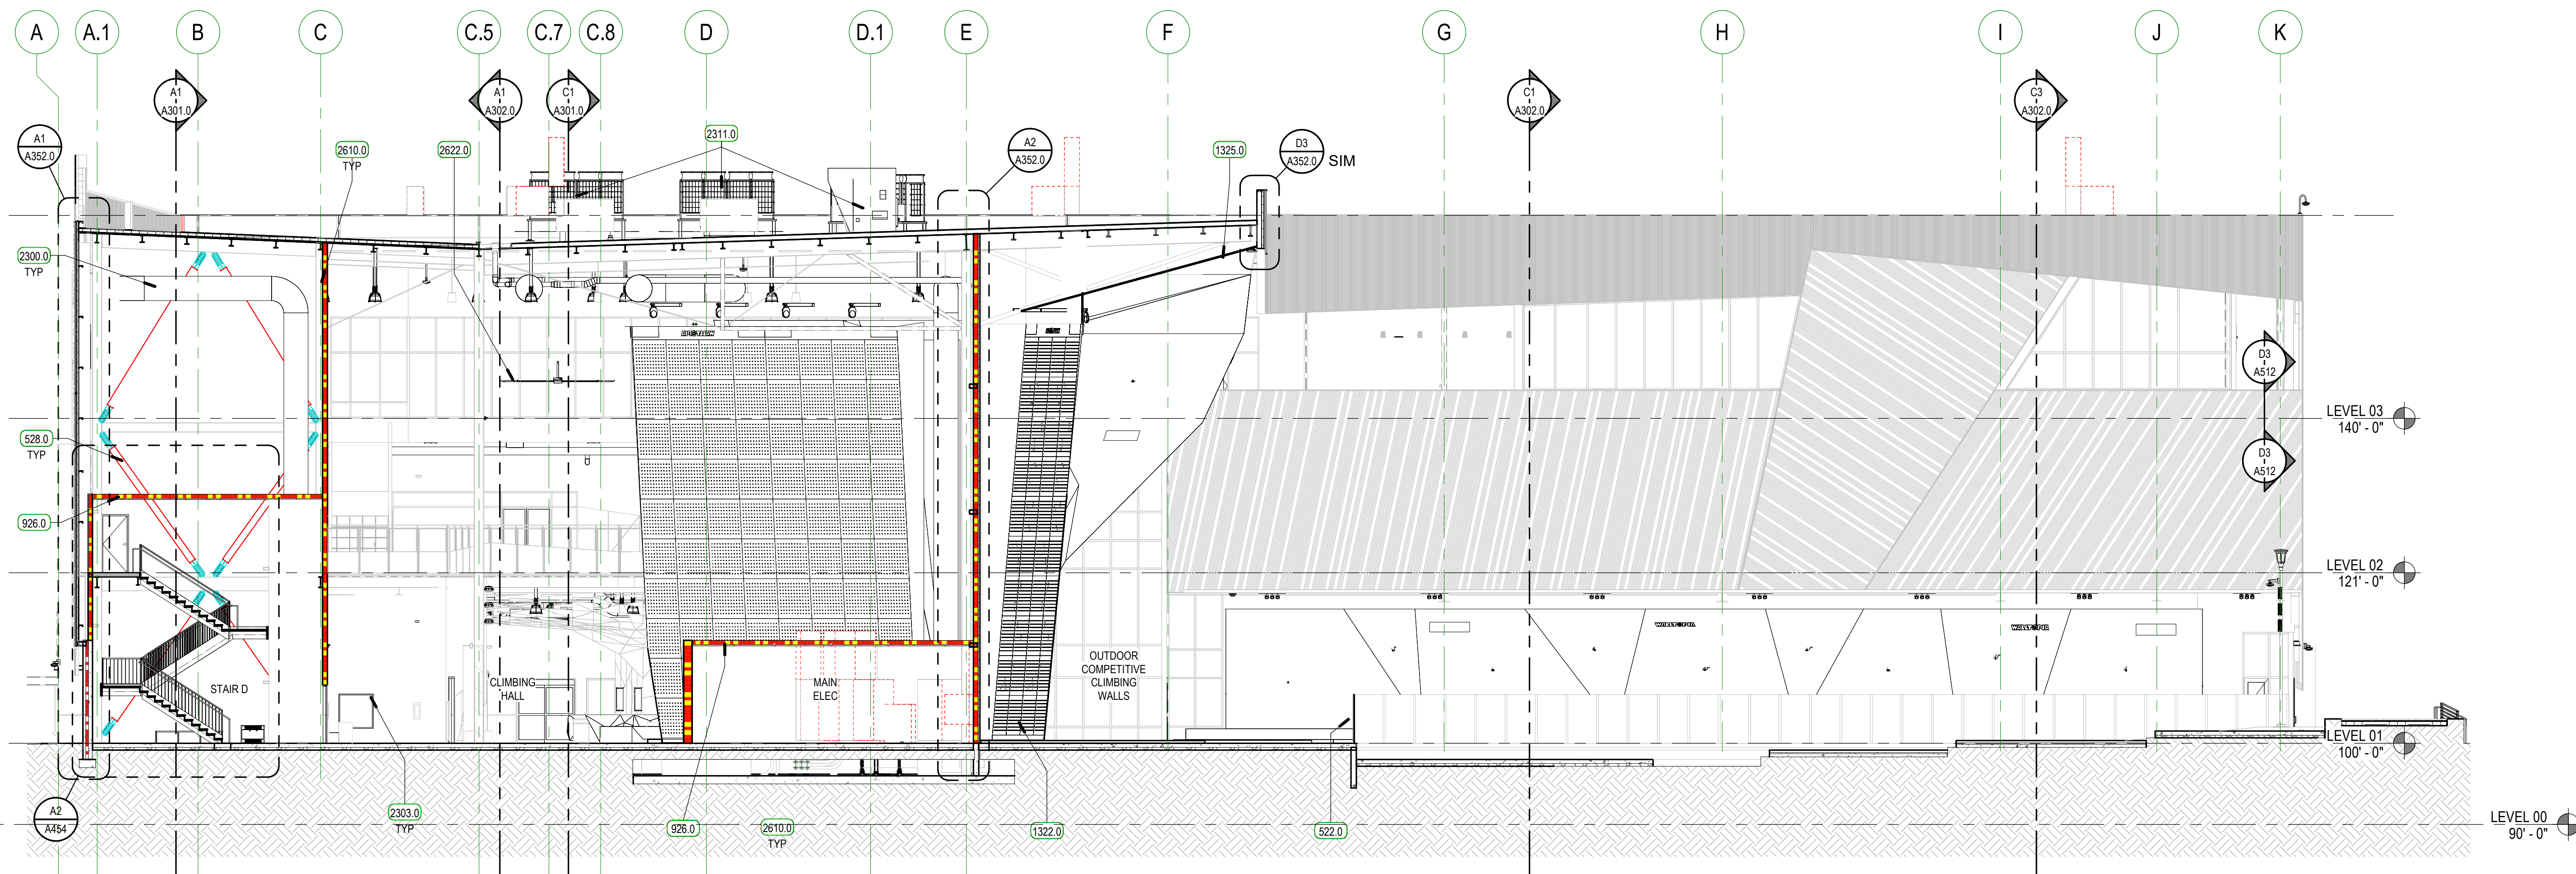 A
A.1
B
C
C.5
C.7
C.8
D
D.1
E
F
G
H
I
J
K
A1
A301.0
A1
A302.0
C1
A301.0
C1
A302.0
C3
A302.0
A1
A352.0
2610.0
TYP
2622.0
2311.0
A2
A352.0
1325.0
D3
A352.0
SIM
2300.0
TYP
D3
A512
LEVEL 03
140' - 0"
528.0
TYP
D3
A512
926.0
LEVEL 02
121' - 0"
STAIR D
CLIMBING
HALL
MAIN
ELEC
OUTDOOR
COMPETITIVE
CLIMBING
WALLS
LEVEL 01
100' - 0"
A2
A454
2303.0
TYP
926.0
2610.0
TYP
1322.0
522.0
LEVEL 00
90' - 0"